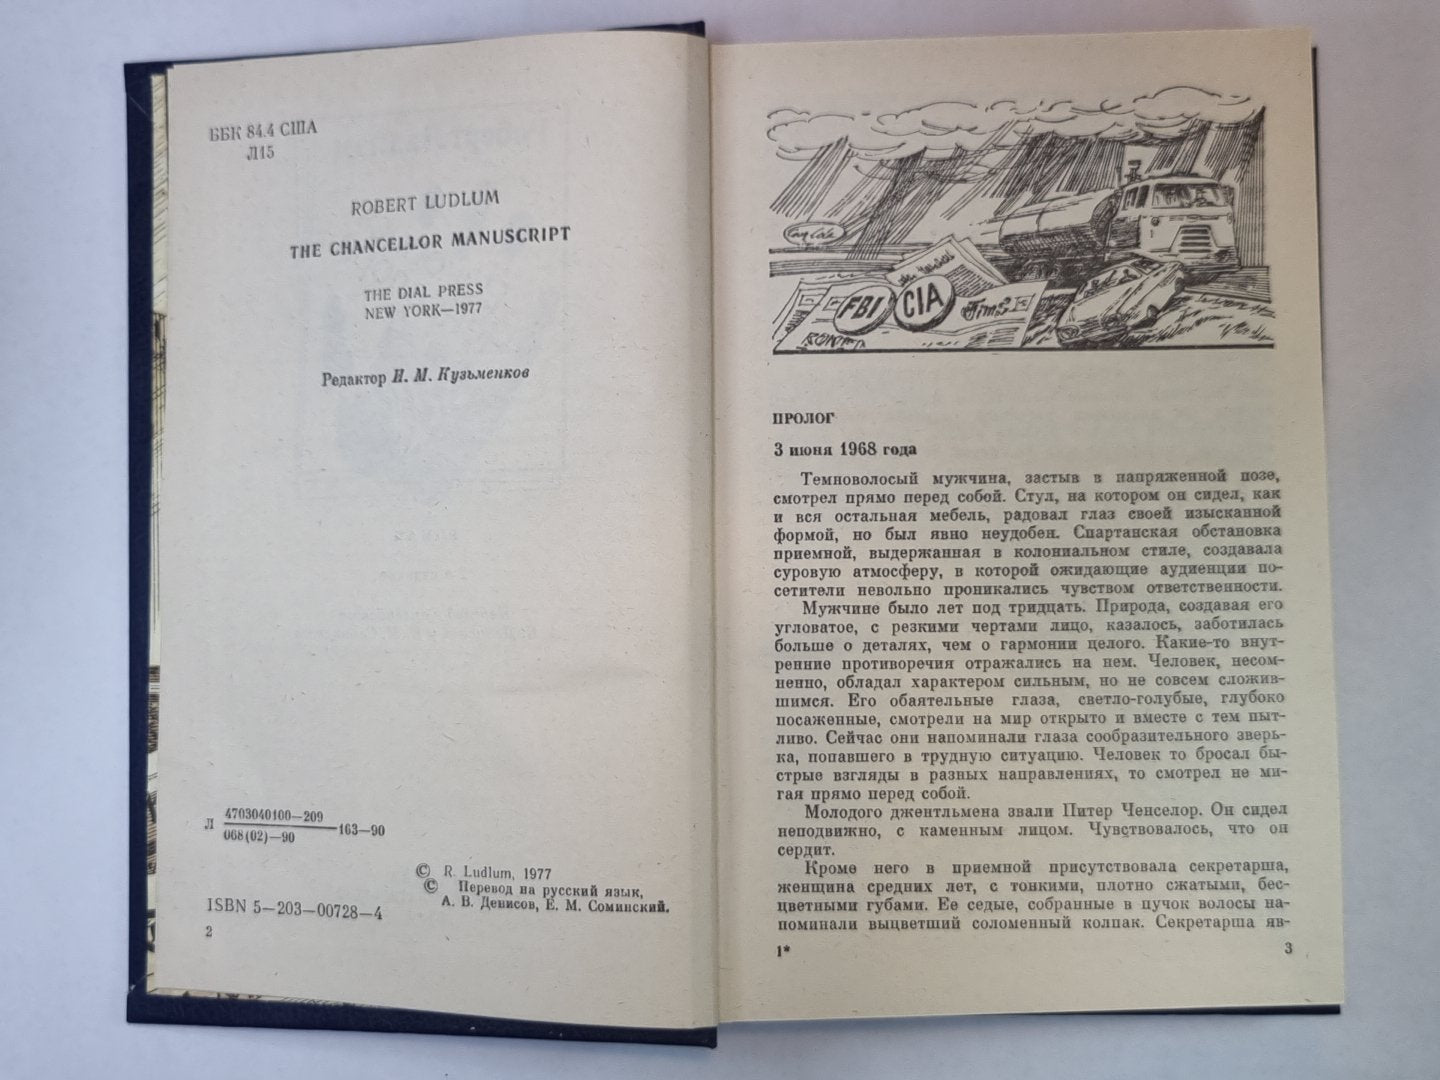 ББК 84.4 США
Л15
ROBERT LUDLUM
THE CHANCELLOR MANUSCRIPT
THE DIAL PRESS
NEW YORK—1977
Редактор И. М. Кузьменков
Л 4703040100—209
068(02)—90
163—90
© R. Ludlum, 1977
© Перевод на русский язык,
А. В. Денисов, Е. М. Соминский.
ISBN 5—203—00728—4
2
FBI
CIA
ПРОЛОГ
3 июня 1968 года
Темноволосый мужчина, застыв в напряженной позе,
смотрел прямо перед собой. Стул, на котором он сидел, как
и вся остальная мебель, радовал глаз своей изысканной
формой, но был явно неудобен. Спартанская обстановка
приемной, выдержанная в колониальном стиле, создавала
суровую атмосферу, в которой ожидающие аудиенции по-
сетители невольно проникались чувством ответственности.
Мужчине было лет под тридцать. Природа, создавая его
угловатое, с резкими чертами лицо, казалось, заботилась
больше о деталях, чем о гармонии целого. Какие-то внут-
ренние противоречия отражались на нем. Человек, несом-
ненно, обладал характером сильным, но не совсем сложив-
шимся. Его обаятельные глаза, светло-голубые, глубоко
посаженные, смотрели на мир открыто и вместе с тем пыт-
ливо. Сейчас они напоминали глаза сообразительного зверь-
ка, попавшего в трудную ситуацию. Человек то бросал бы-
стрые взгляды в разных направлениях, то смотрел не ми-
гая прямо перед собой.
Молодого джентльмена звали Питер Ченселор. Он сидел
неподвижно, с каменным лицом. Чувствовалось, что он
сердит.
Кроме него в приемной присутствовала секретарша,
женщина средних лет, с тонкими, плотно сжатыми, бес-
цветными губами. Ее седые, собранные в пучок волосы на-
поминали выцветший соломенный колпак. Секретарша яв-
1*
3